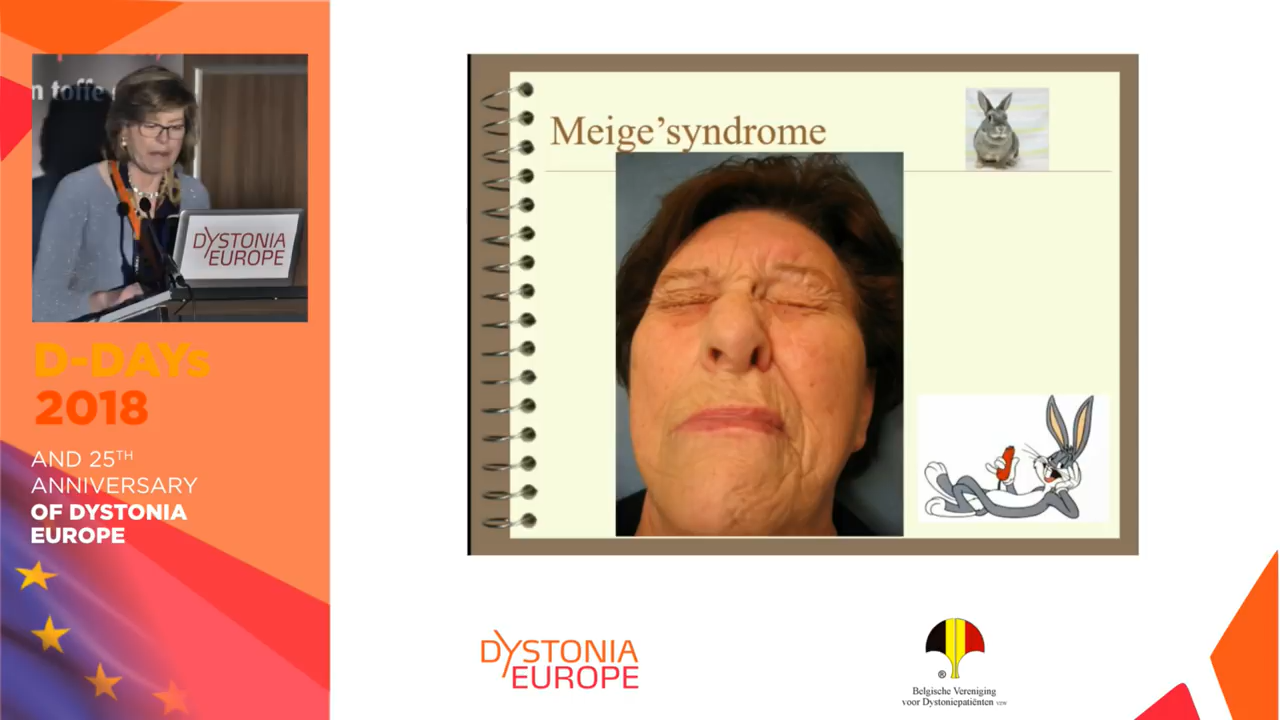 n toffe
DYSTONIA
EUROPE
D-DAYs
2018
AND 25TH
ANNIVERSARY
OF DYSTONIA
EUROPE
Meige'syndrome
DYSTONIA
EUROPE
®
Belgische Vereniging
voor Dystoniepatiënten vzw